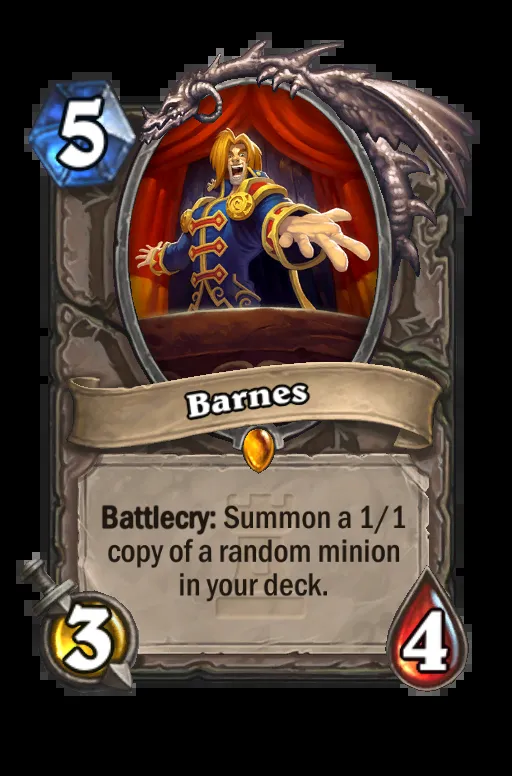 5
Barnes
Battlecry: Summon a 1/1
copy of a random minion
in your deck.
3
4